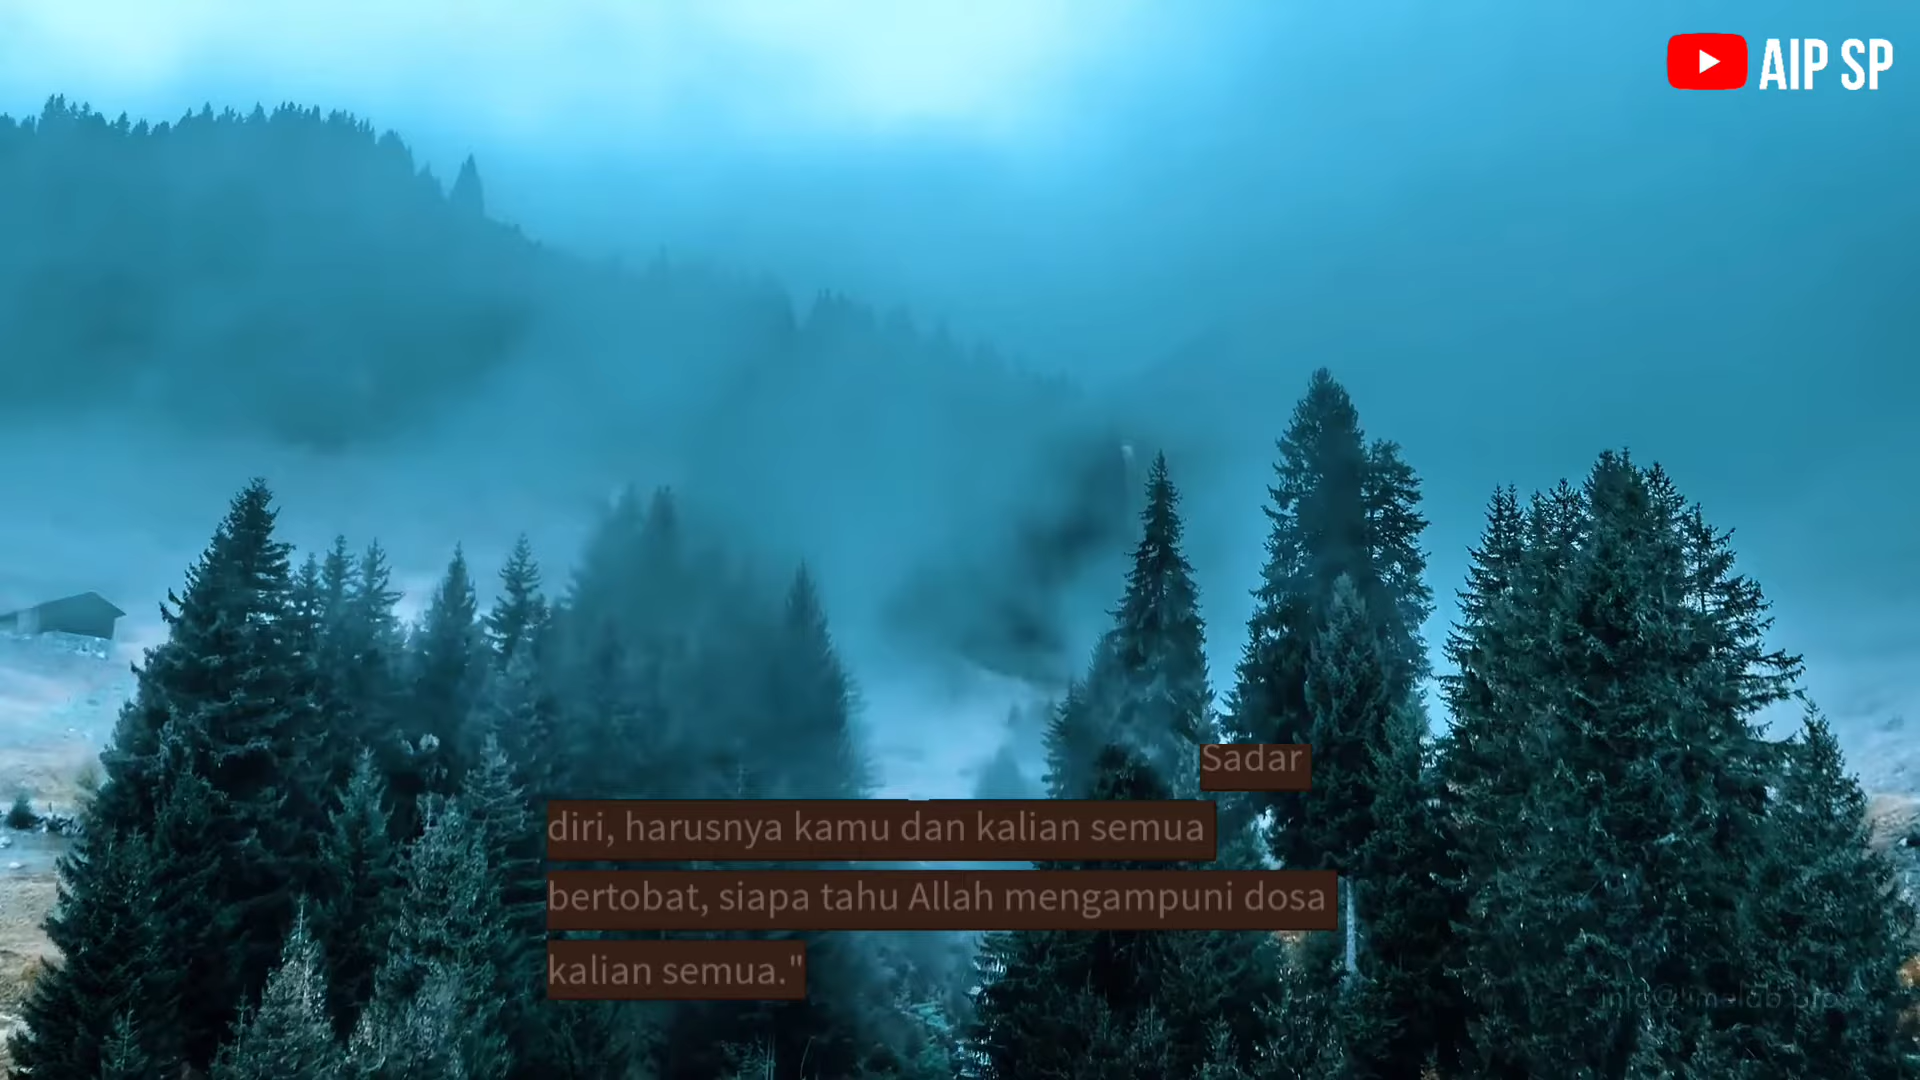 AIP SP
Sadar
diri, harusnya kamu dan kalian semua
bertobat, siapa tahu Allah mengampuni dosa
kalian semua."